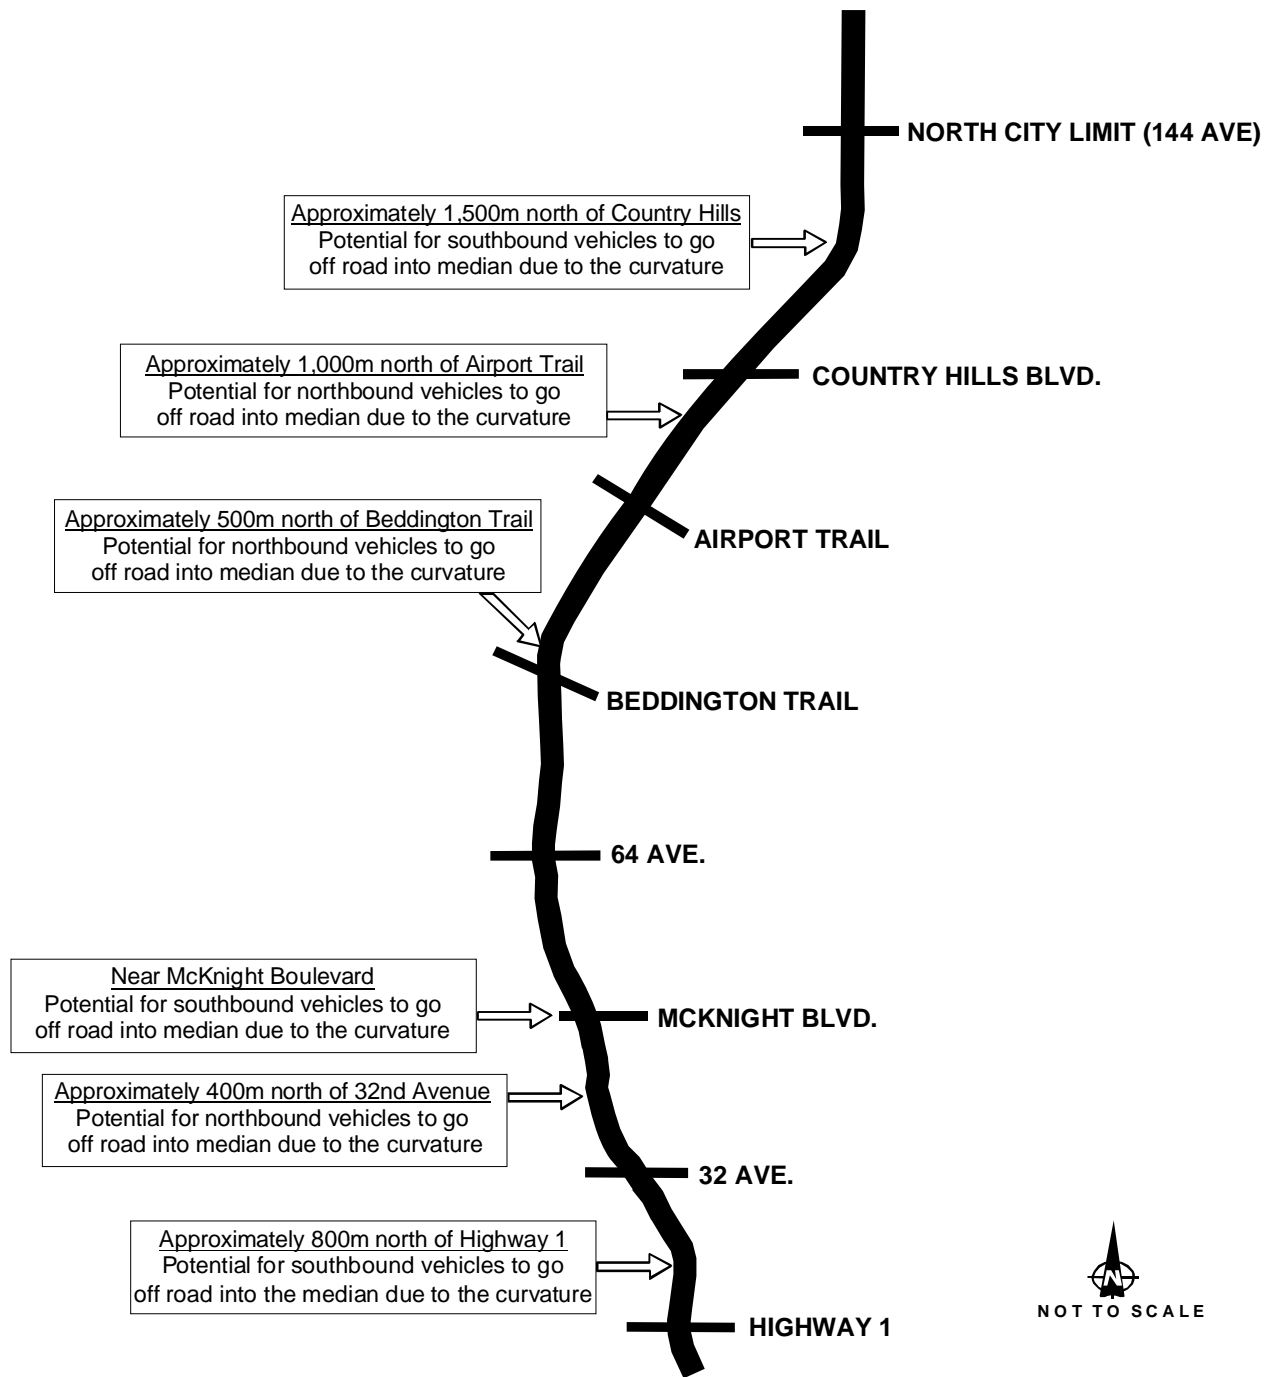 NORTH CITY LIMIT (144 AVE)
Approximately 1,500m north of Country Hills
Potential for southbound vehicles to go
off road into median due to the curvature
Approximately 1,000m north of Airport Trail
Potential for northbound vehicles to go
off road into median due to the curvature
COUNTRY HILLS BLVD.
Approximately 500m north of Beddington Trail
Potential for northbound vehicles to go
off road into median due to the curvature
AIRPORT TRAIL
BEDDINGTON TRAIL
64 AVE.
Near McKnight Boulevard
Potential for southbound vehicles to go
off road into median due to the curvature
MCKNIGHT BLVD.
Approximately 400m north of 32nd Avenue
Potential for northbound vehicles to go
off road into median due to the curvature
32 AVE.
Approximately 800m north of Highway 1
Potential for southbound vehicles to go
off road into the median due to the curvature
HIGHWAY 1
N
NOT TO SCALE